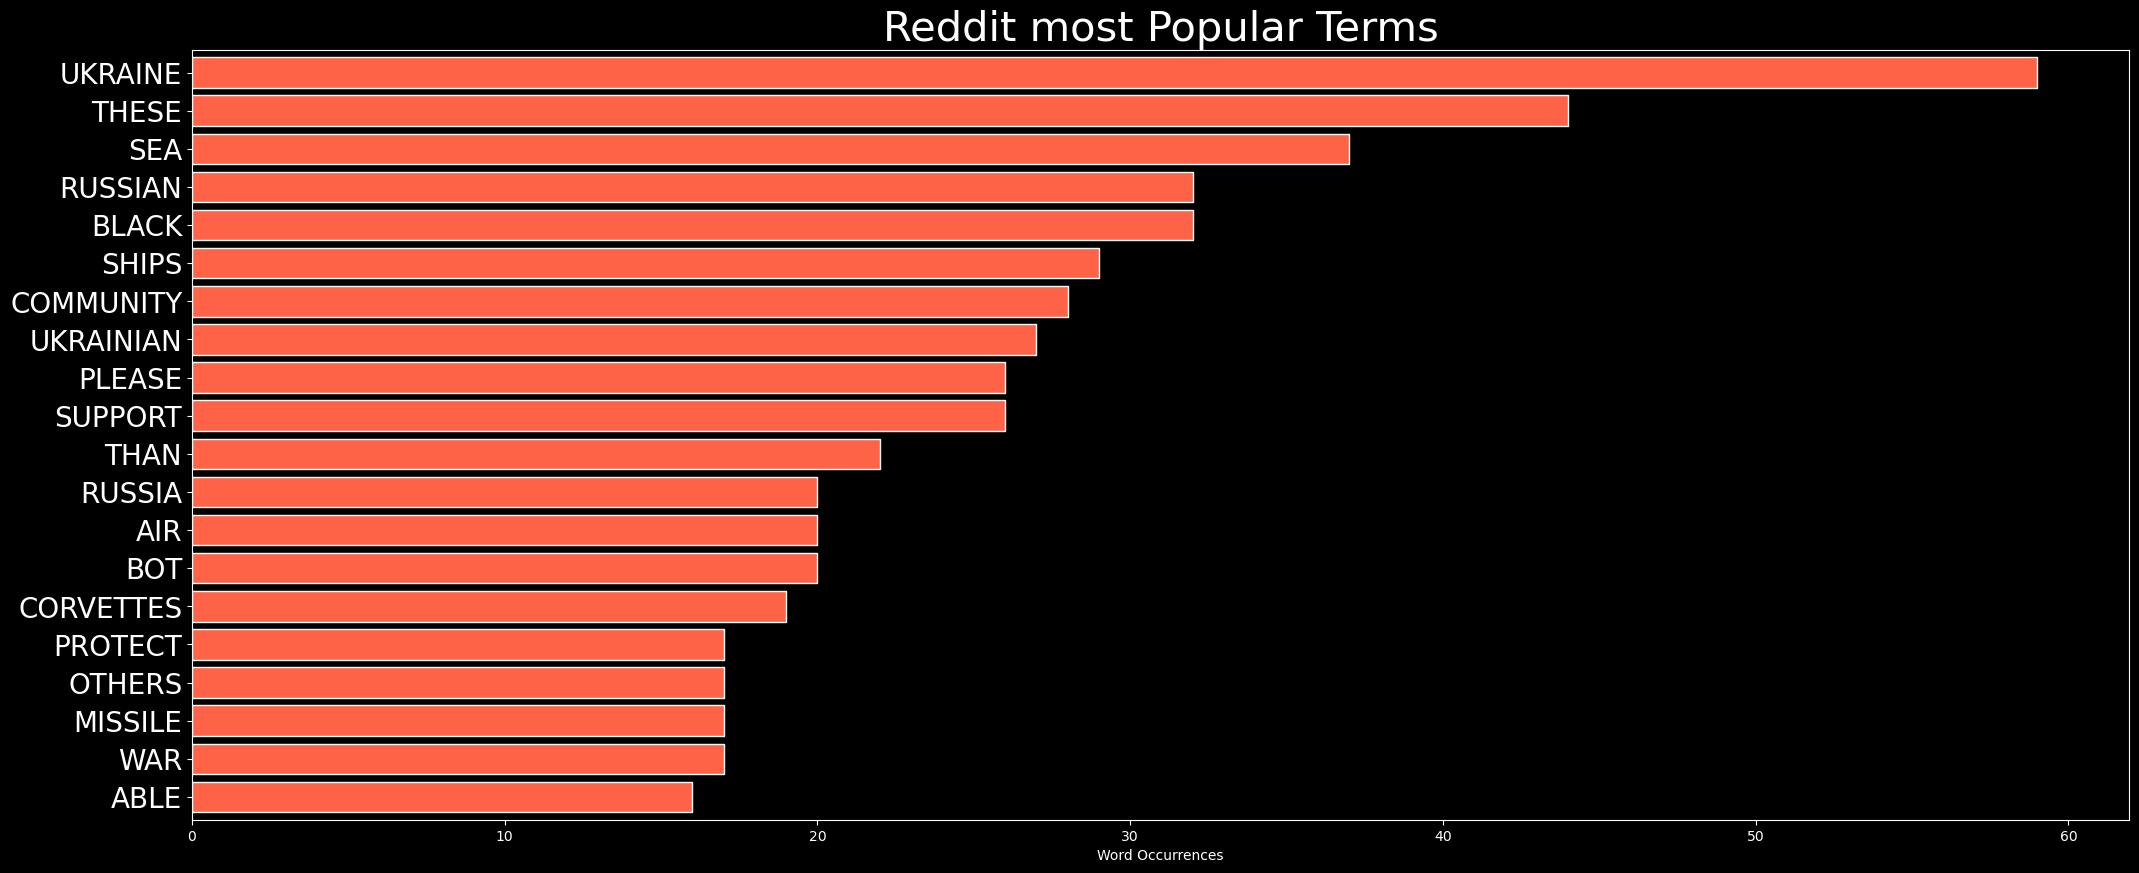 Reddit most Popular Terms
UKRAINE
THESE
SEA
RUSSIAN
BLACK
SHIPS
COMMUNITY
UKRAINIAN
PLEASE
SUPPORT
THAN
RUSSIA
AIR
BOT
CORVETTES
PROTECT
OTHERS
MISSILE
WAR
ABLE
0 10 20 30 40 50 60
Word Occurrences